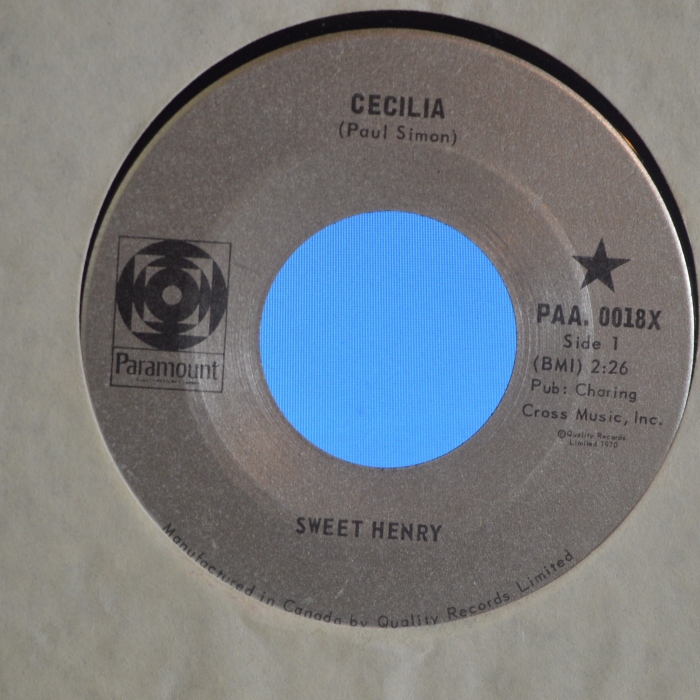 CECILIA
(Paul Simon)
Paramount
PAA. 0018X
Side 1
(BMI) 2:26
Pub: Charing
Cross Music, Inc.
©Quality Records
Limited 1970
SWEET HENRY
Manufactured in Canada by Quality Records Limited